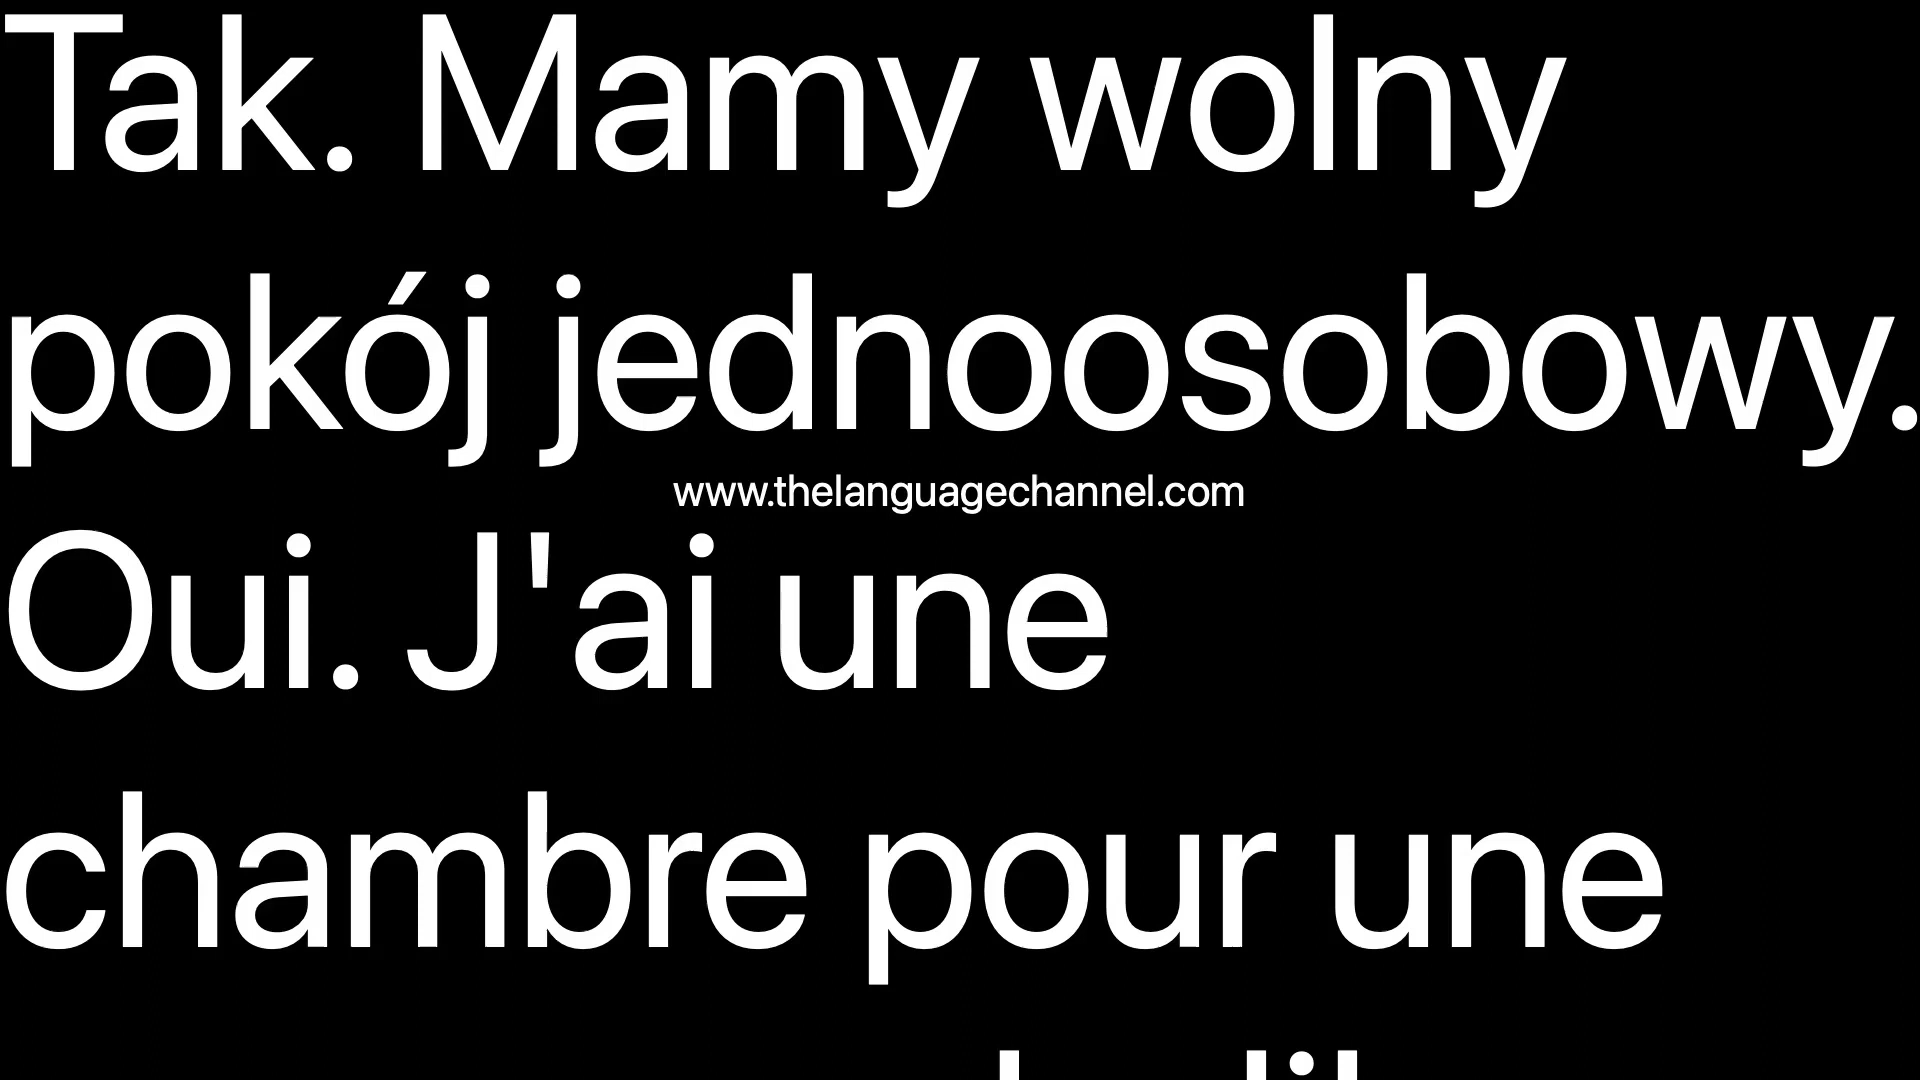 Tak. Mamy wolny
pokój jednoosobowy.
www.thelanguagechannel.com
Oui. J'ai une
chambre pour une